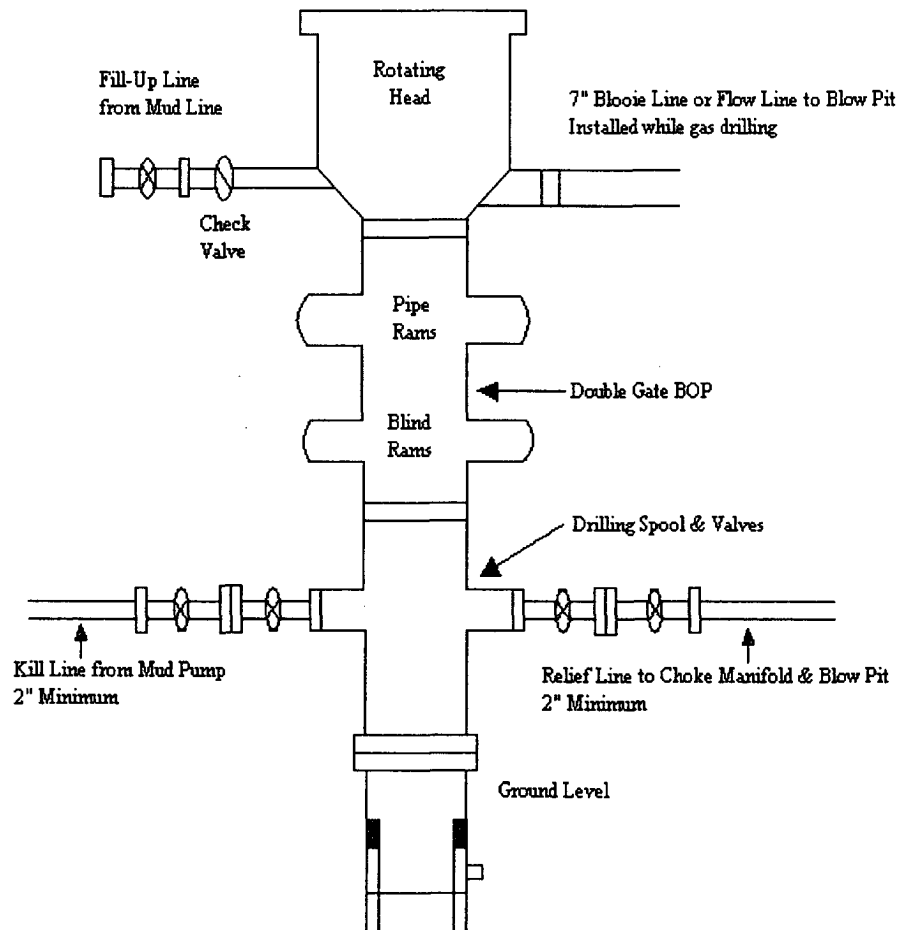 Rotating
Head
Fill-Up Line
from Mud Line
7" Blooie Line or Flow Line to Blow Pit
Installed while gas drilling
Check
Valve
Pipe
Rams
Double Gate BOP
Blind
Rams
Drilling Spool & Valves
Kill Line from Mud Pump
2" Minimum
Relief Line to Choke Manifold & Blow Pit
2" Minimum
Ground Level